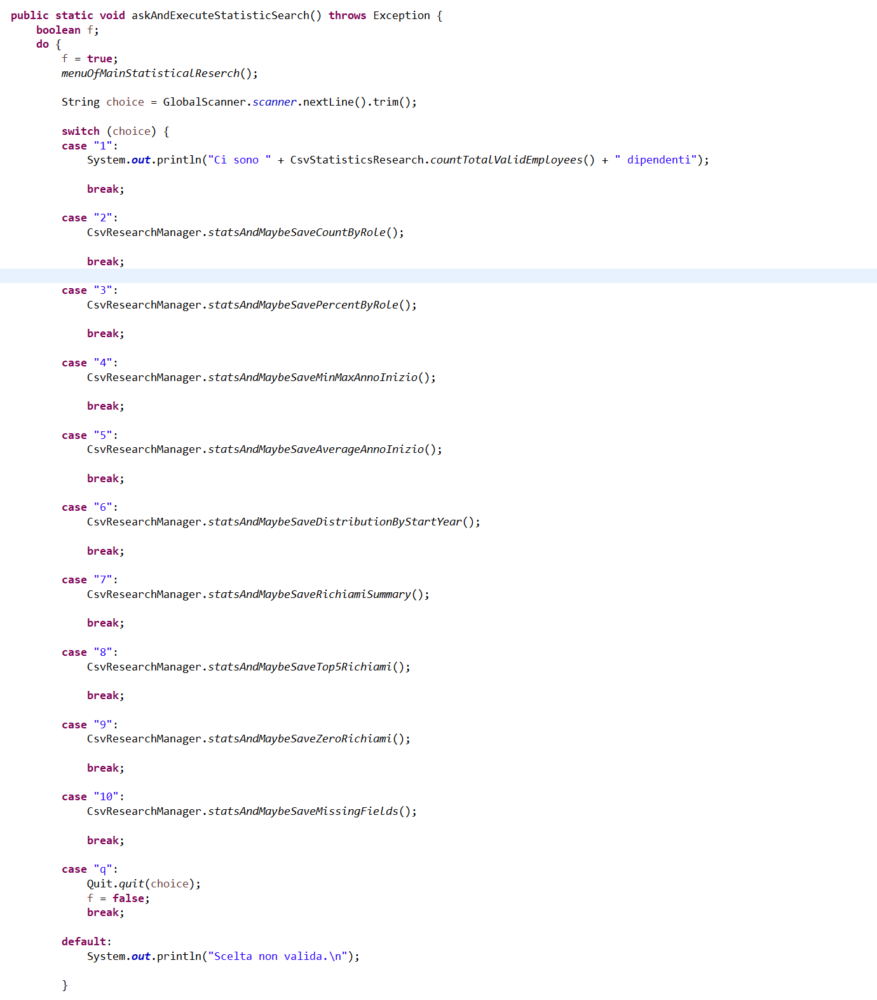 public static void askAndExecuteStatisticSearch() throws Exception {
    boolean f;
    do {
        f = true;
        menuOfMainStatisticalReserch();

        String choice = GlobalScanner.scanner.nextLine().trim();

        switch (choice) {
        case "1":
            System.out.println("Ci sono " + CsvStatisticsResearch.countTotalValidEmployees() + " dipendenti");

            break;

        case "2":
            CsvResearchManager.statsAndMaybeSaveCountByRole();

            break;

        case "3":
            CsvResearchManager.statsAndMaybeSavePercentByRole();

            break;

        case "4":
            CsvResearchManager.statsAndMaybeSaveMinMaxAnnoInizio();

            break;

        case "5":
            CsvResearchManager.statsAndMaybeSaveAverageAnnoInizio();

            break;

        case "6":
            CsvResearchManager.statsAndMaybeSaveDistributionByStartYear();

            break;

        case "7":
            CsvResearchManager.statsAndMaybeSaveRichiamiSummary();

            break;

        case "8":
            CsvResearchManager.statsAndMaybeSaveTop5Richiami();

            break;

        case "9":
            CsvResearchManager.statsAndMaybeSaveZeroRichiami();

            break;

        case "10":
            CsvResearchManager.statsAndMaybeSaveMissingFields();

            break;

        case "q":
            Quit.quit(choice);
            f = false;
            break;

        default:
            System.out.println("Scelta non valida.\n");

        }